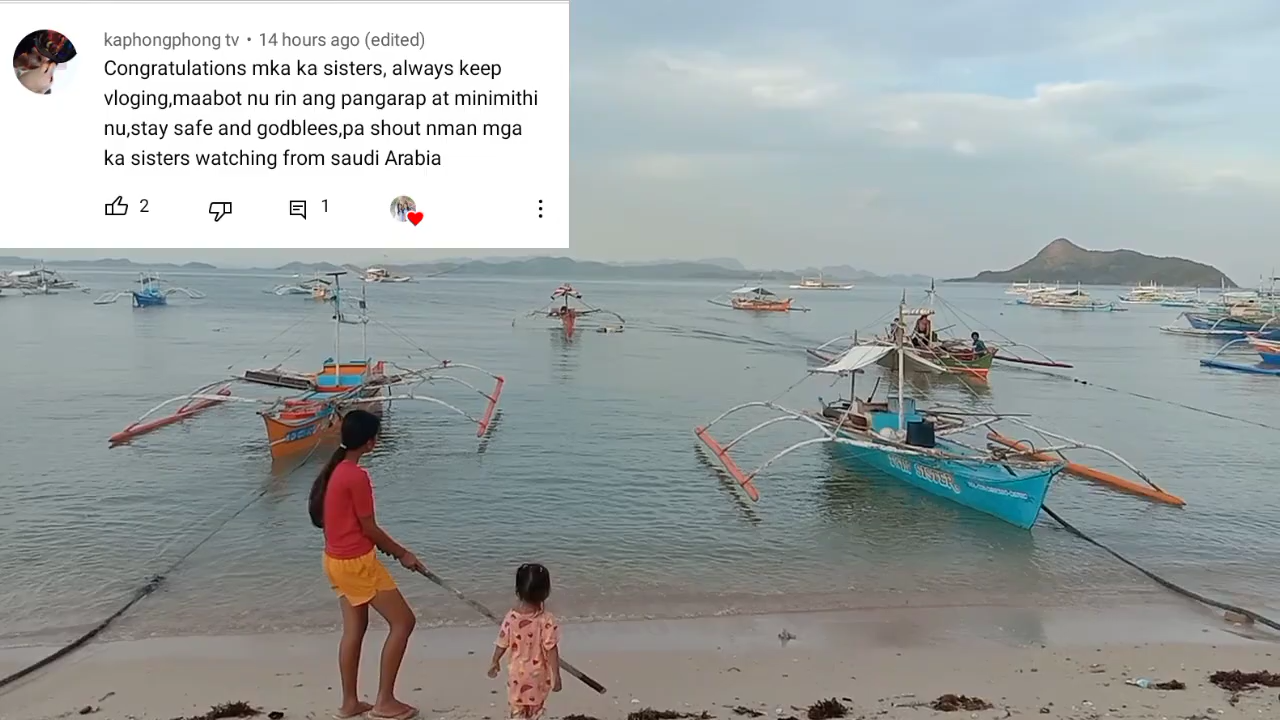 kaphongphong tv • 14 hours ago (edited)
Congratulations mka ka sisters, always keep
vloging,maabot nu rin ang pangarap at minimithi
nu,stay safe and godblees,pa shout nman mga
ka sisters watching from saudi Arabia
2
1
SISTER